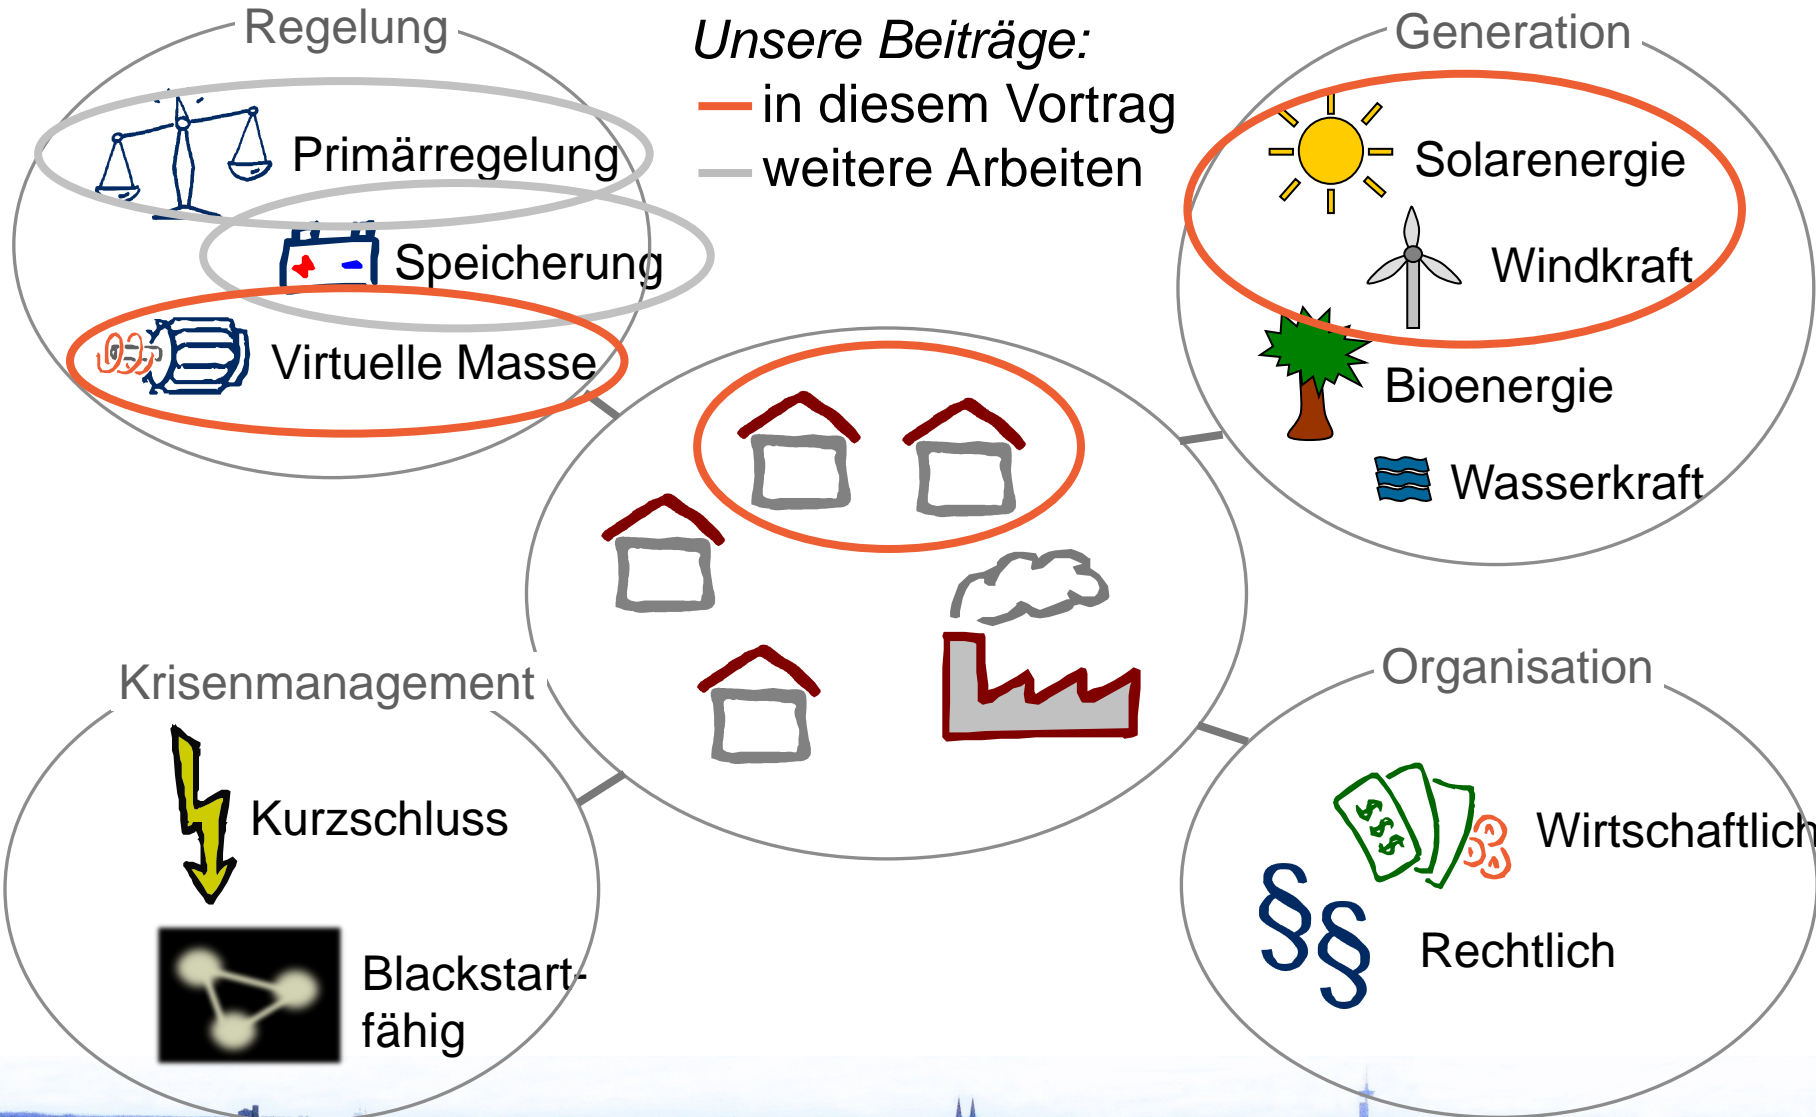 Regelung
Primärregelung
Speicherung
Virtuelle Masse
Unsere Beiträge:
in diesem Vortrag
weitere Arbeiten
Generation
Solarenergie
Windkraft
Bioenergie
Wasserkraft
Krisenmanagement
Kurzschluss
Blackstart-
fähig
Organisation
$$$
Wirtschaftlich
§§
Rechtlich